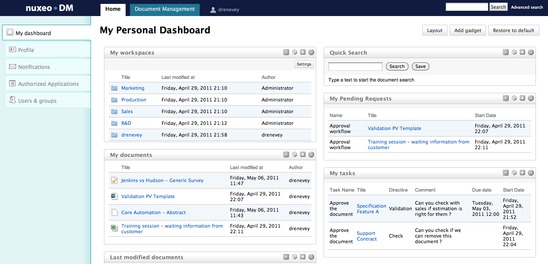 nuxeo DM
Home
Document Management
drenevey
Search
Advanced search
My dashboard
Profile
Notifications
Authorized Applications
Users & groups
My Personal Dashboard
Layout
Add gadget
Restore to default
My workspaces
Settings
Title Last modified at Author
Marketing Friday, April 29, 2011 21:10 Administrator
Production Friday, April 29, 2011 21:10 Administrator
Sales Friday, April 29, 2011 21:10 Administrator
R&D Friday, April 29, 2011 21:12 Administrator
drenevey Friday, April 29, 2011 21:58 drenevey
My documents
Title Last modified at Author
Jenkins vs Hudson - Generic Survey Friday, May 06, 2011 11:47 drenevey
Validation PV Template Friday, April 29, 2011 22:07 drenevey
Core Automation - Abstract Friday, May 06, 2011 11:43 drenevey
Training session - waiting information from customer Friday, April 29, 2011 22:11 drenevey
Last modified documents
Quick Search
Search
Save
Type a text to start the document search
My Pending Requests
Name Title Start Date
Approval workflow Validation PV Template Friday, April 29, 2011 22:07
Approval workflow Training session - waiting information from customer Friday, April 29, 2011 22:11
My tasks
Task Name Title Directive Comment Due date Start Date
Approve the document Specification Feature A Validation Can you check with sales if estimation is right for them ? Tuesday, May 03, 2011 12:00 Friday, April 29, 2011 21:52
Approve the document Support Contract Check Can you check if we can remove this document ? Friday, April 29, 2011 22:04